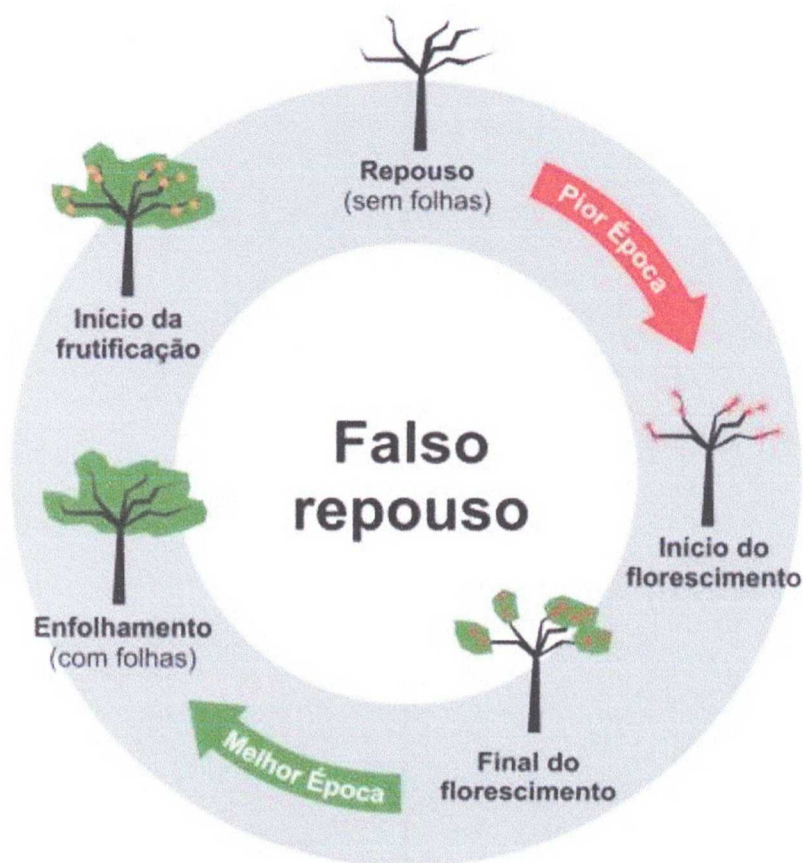 Repouso
(sem folhas)
Pior Época
Início do
florescimento
Final do
florescimento
Melhor Época
Enfolhamento
(com folhas)
Início da
frutificação
Falso
repouso